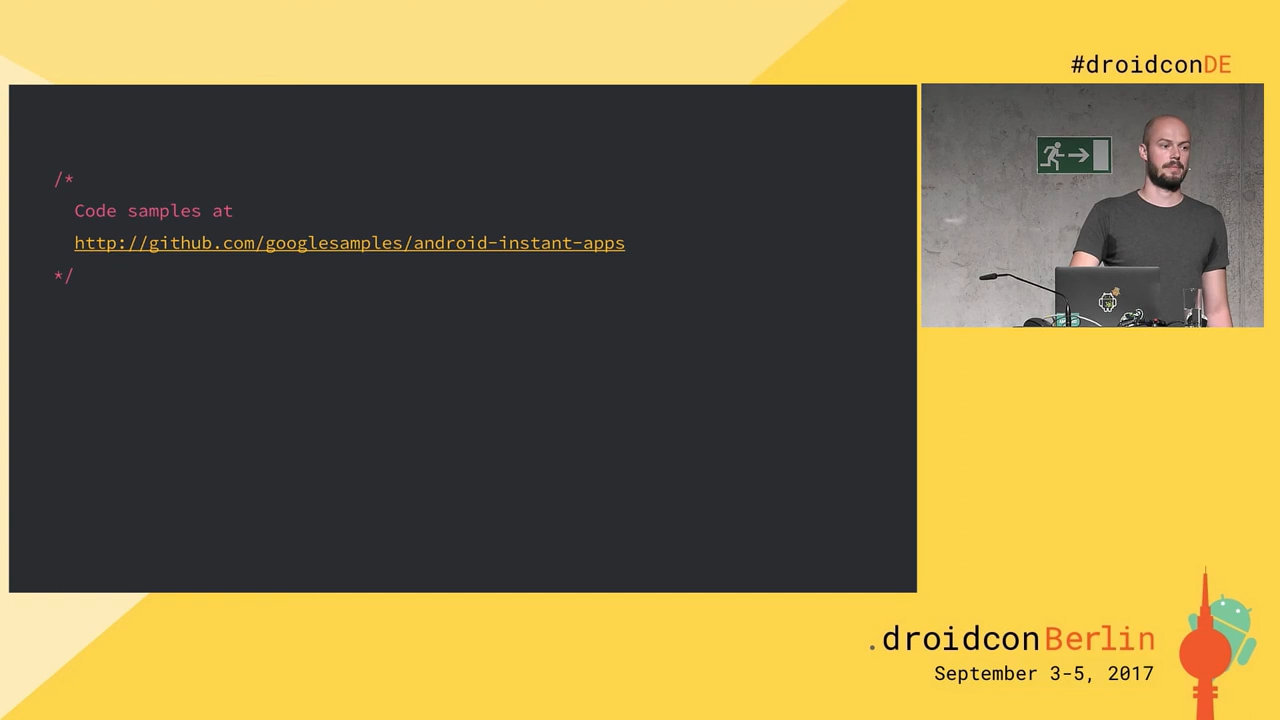 #droidconDE
/*
Code samples at
http://github.com/googlesamples/android-instant-apps
*/
.droidconBerlin
September 3-5, 2017